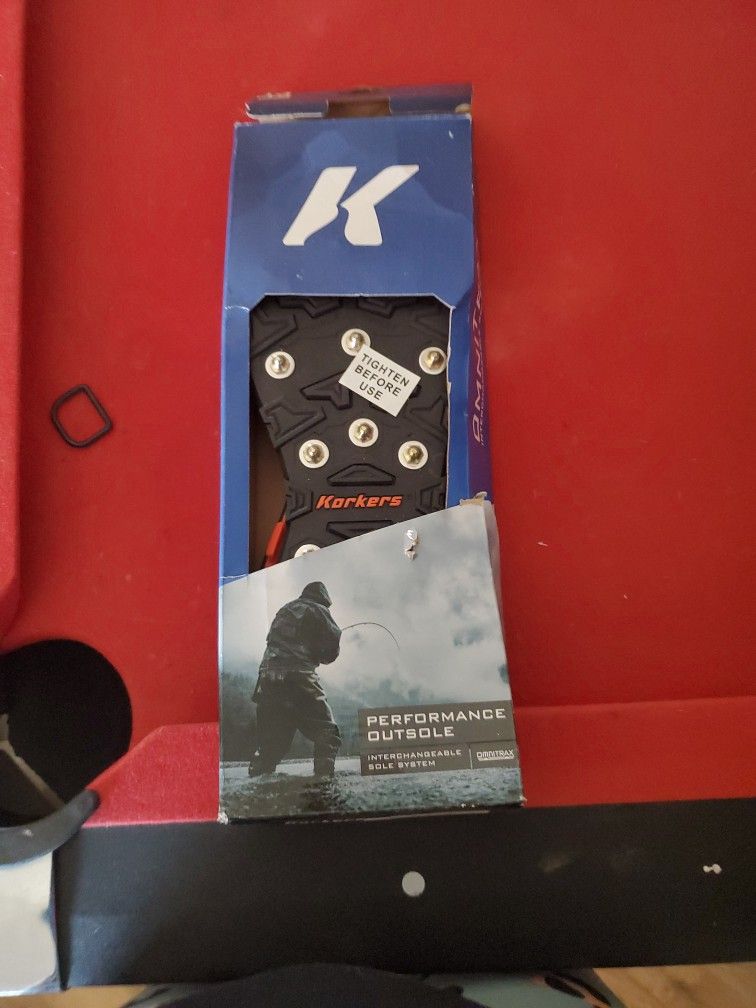 K
TIGHTEN
BEFORE
USE
Korkers
PERFORMANCE
OUTSOLE
INTERCHANGEABLE
SOLE SYSTEM
OMNITRAX